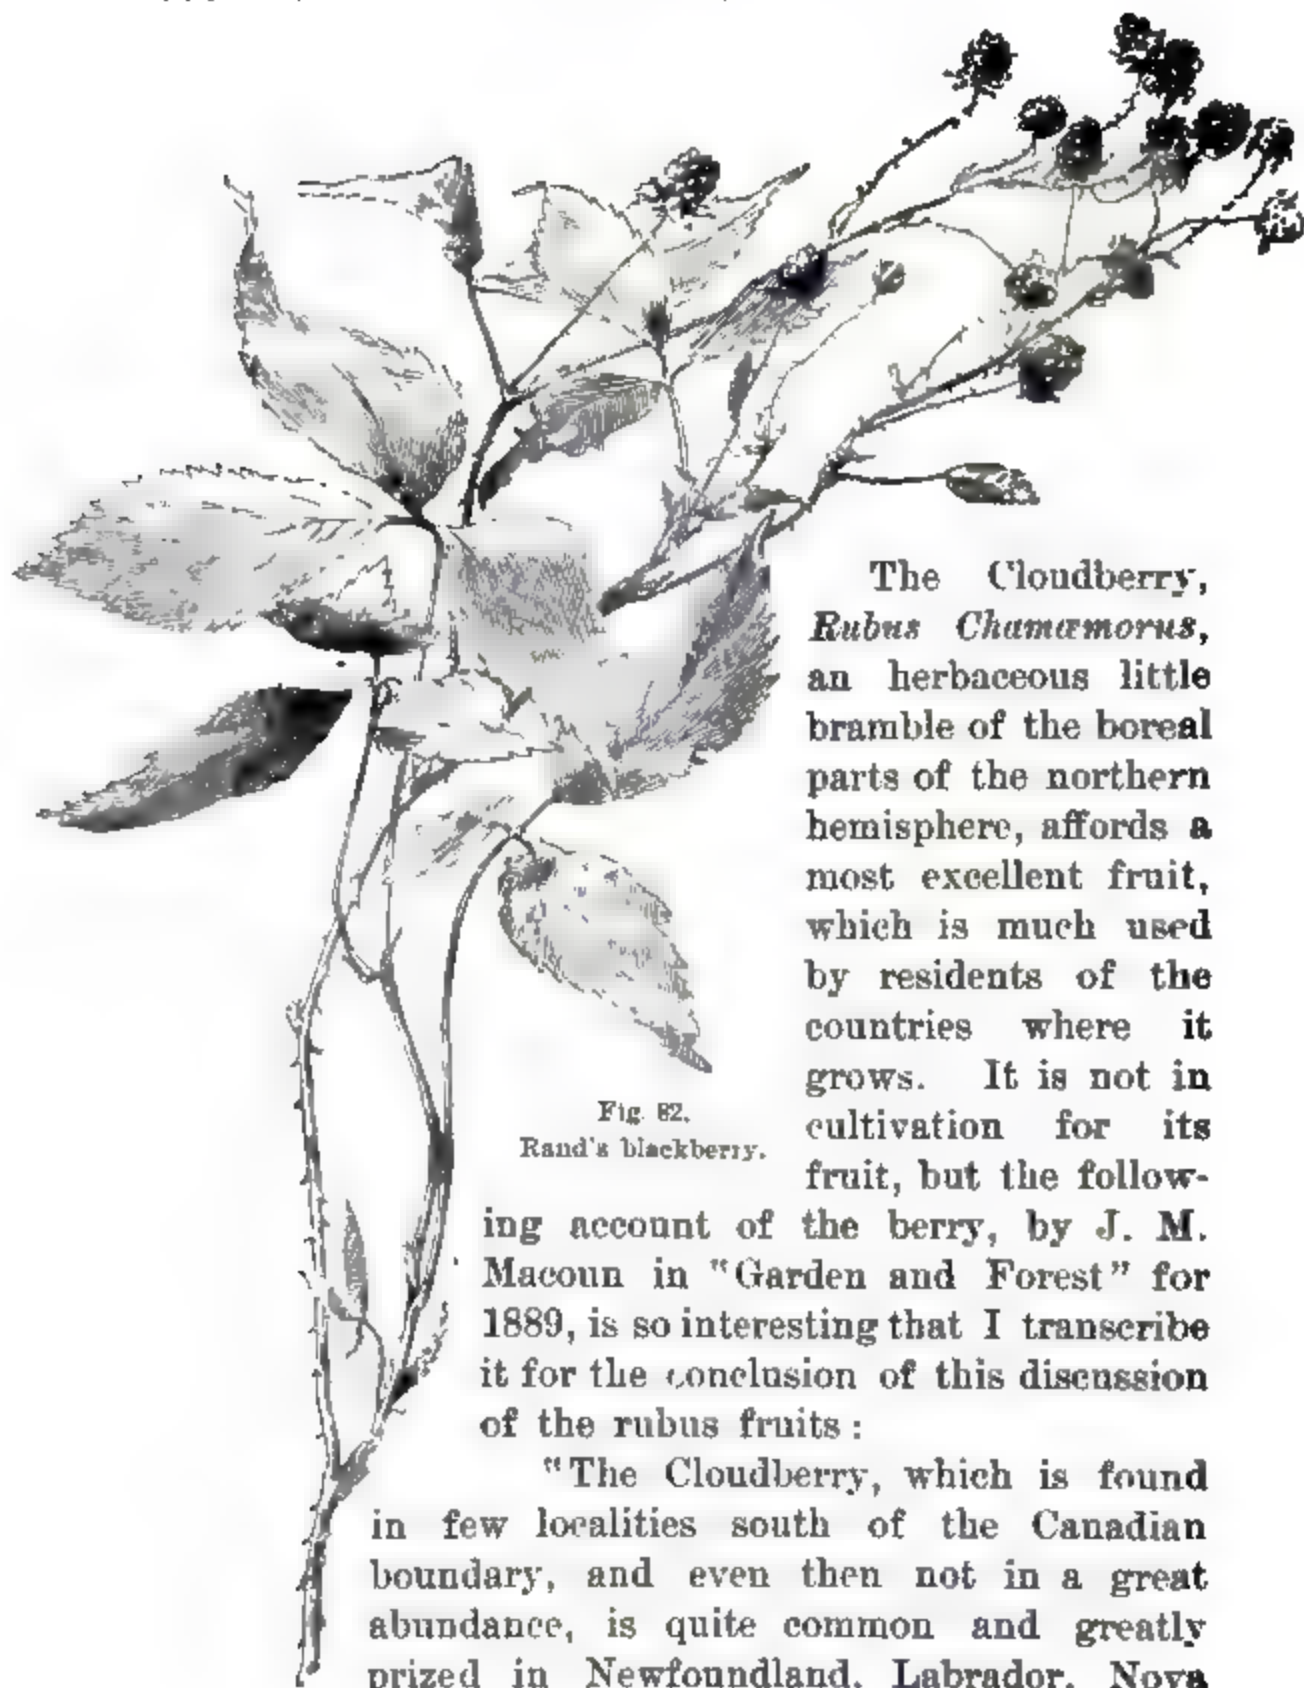 Fig. 82.
Rand's blackberry.
The Cloudberry,
Rubus Chamæmorus,
an herbaceous little
bramble of the boreal
parts of the northern
hemisphere, affords a
most excellent fruit,
which is much used
by residents of the
countries where it
grows. It is not in
cultivation for its
fruit, but the follow-
ing account of the berry, by J. M.
Macoun in "Garden and Forest" for
1889, is so interesting that I transcribe
it for the conclusion of this discussion
of the rubus fruits:
"The Cloudberry, which is found
in few localities south of the Canadian
boundary, and even then not in a great
abundance, is quite common and greatly
prized in Newfoundland, Labrador, Nova